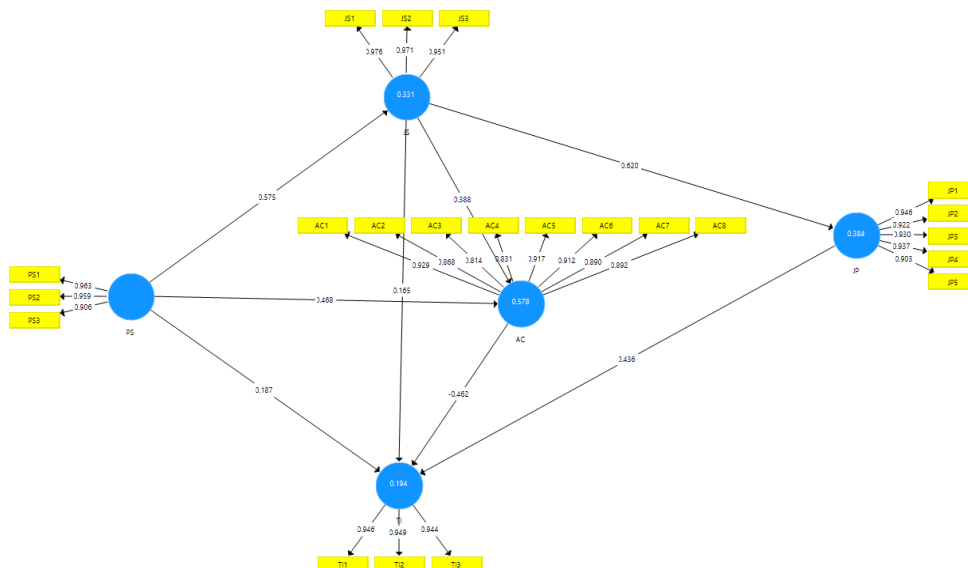 JS1 JS2 JS3
0.976 0.971 0.951
0.331
JS
0.575
0.620
0.388
AC1 AC2 AC3 AC4 AC5 AC6 AC7 AC8
0.929 0.868 0.814 0.831 0.917 0.912 0.890 0.892
JP1
JP2
JP3
JP4
JP5
0.946
0.922
0.930
0.937
0.903
0.384
JP
PS1
PS2
PS3
0.963
0.959
0.906
PS
0.468
0.165
0.578
AC
0.187
-0.462
0.436
0.194
TI
0.946 0.949 0.944
TI1 TI2 TI3